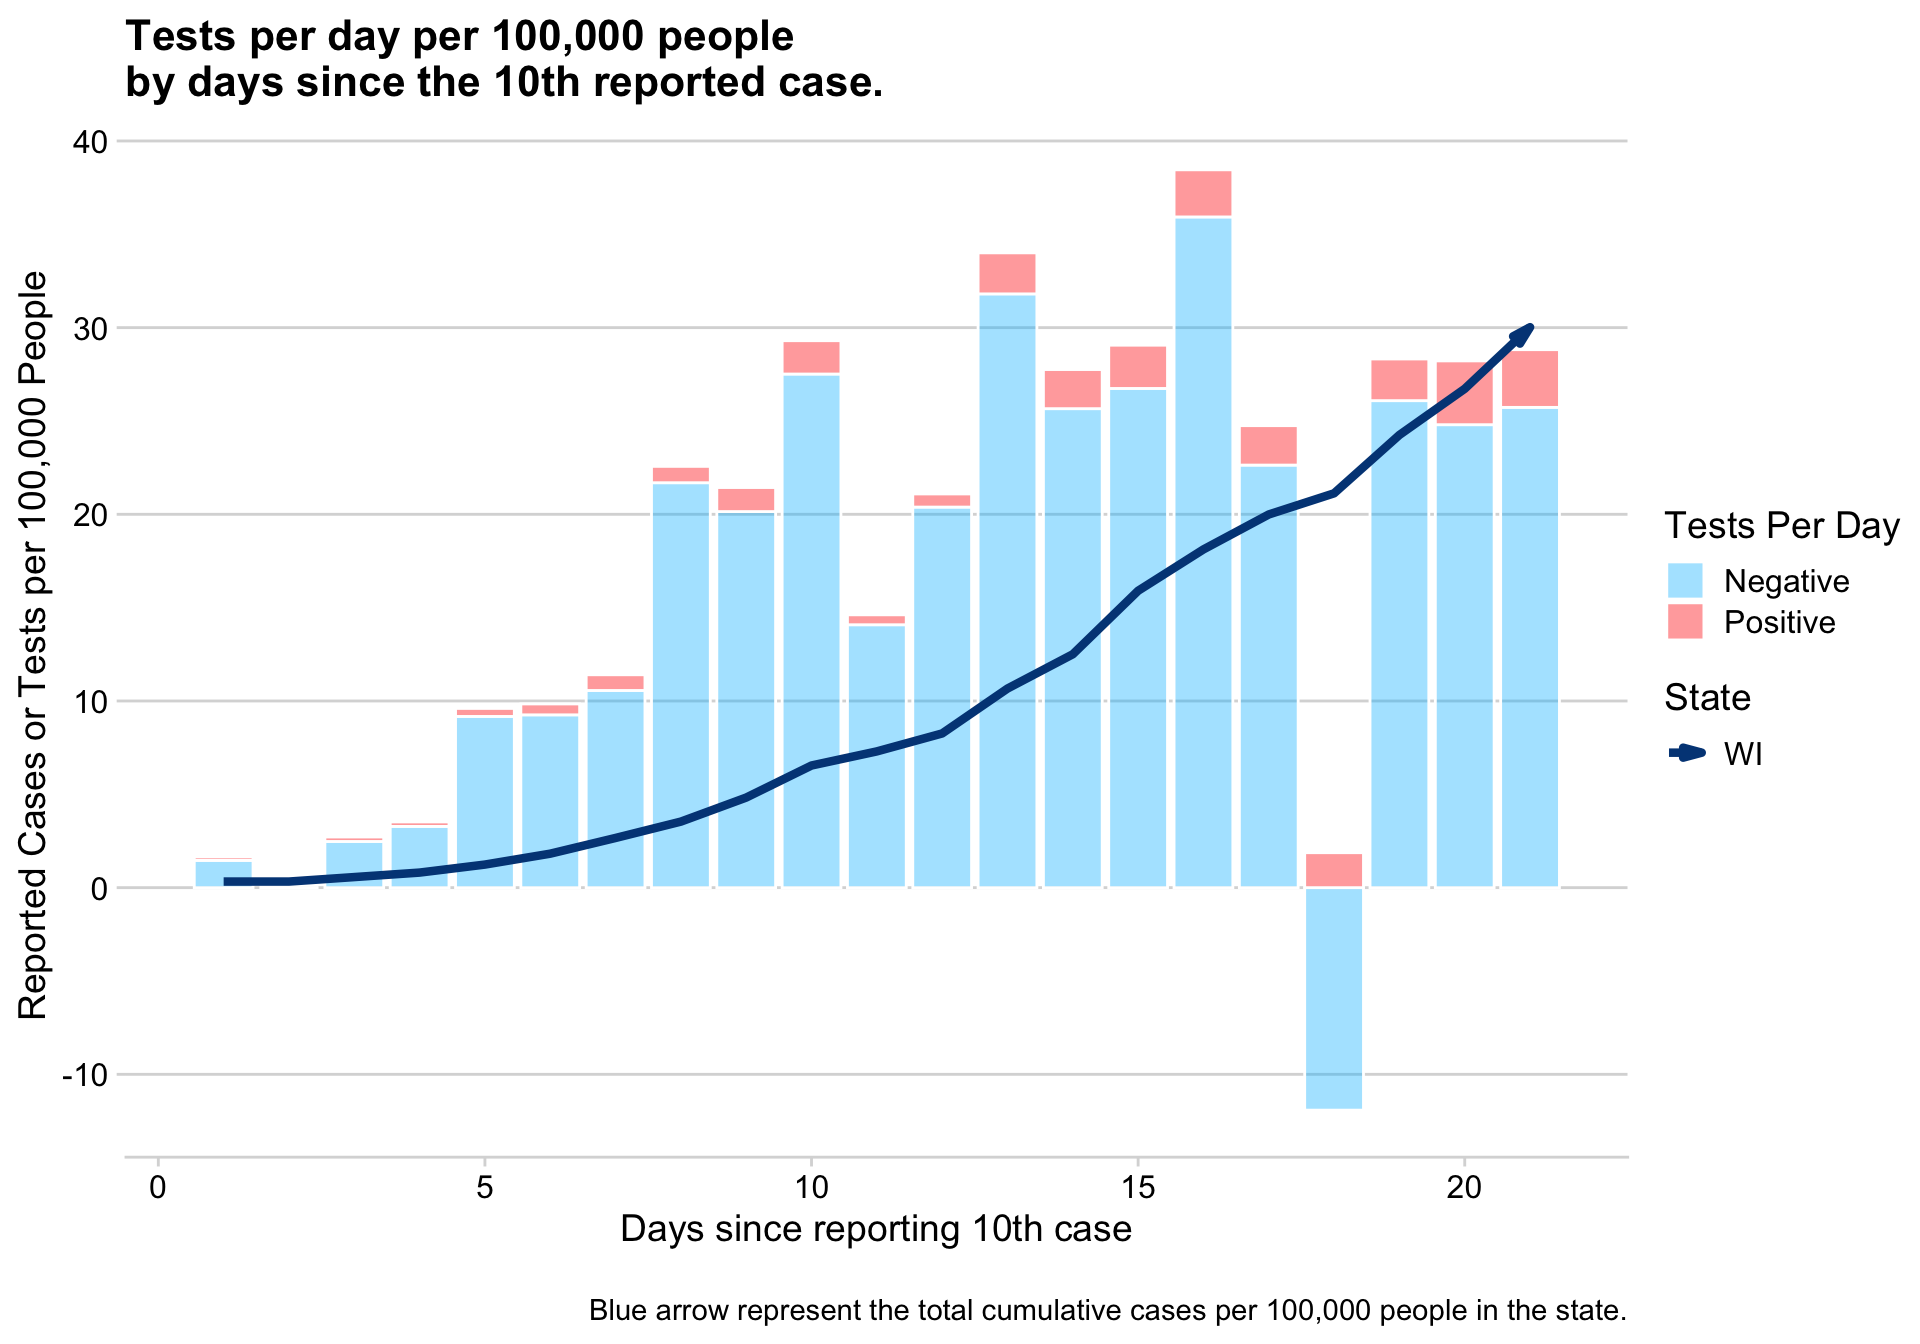 Tests per day per 100,000 people
by days since the 10th reported case.
Reported Cases or Tests per 100,000 People
40
30
20
10
0
-10
0
5
10
15
20
Days since reporting 10th case
Tests Per Day
Negative
Positive
State
WI
Blue arrow represent the total cumulative cases per 100,000 people in the state.